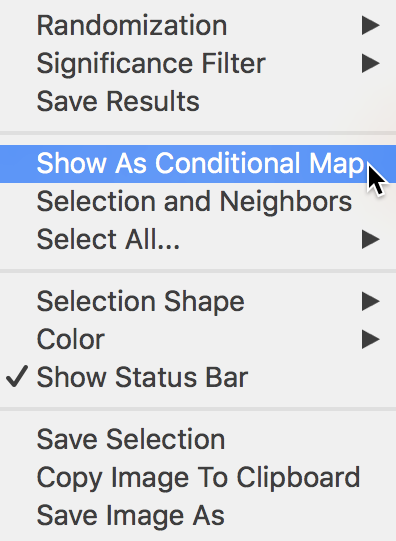 Randomization
Significance Filter
Save Results
Show As Conditional Map
Selection and Neighbors
Select All...
Selection Shape
Color
Show Status Bar
Save Selection
Copy Image To Clipboard
Save Image As